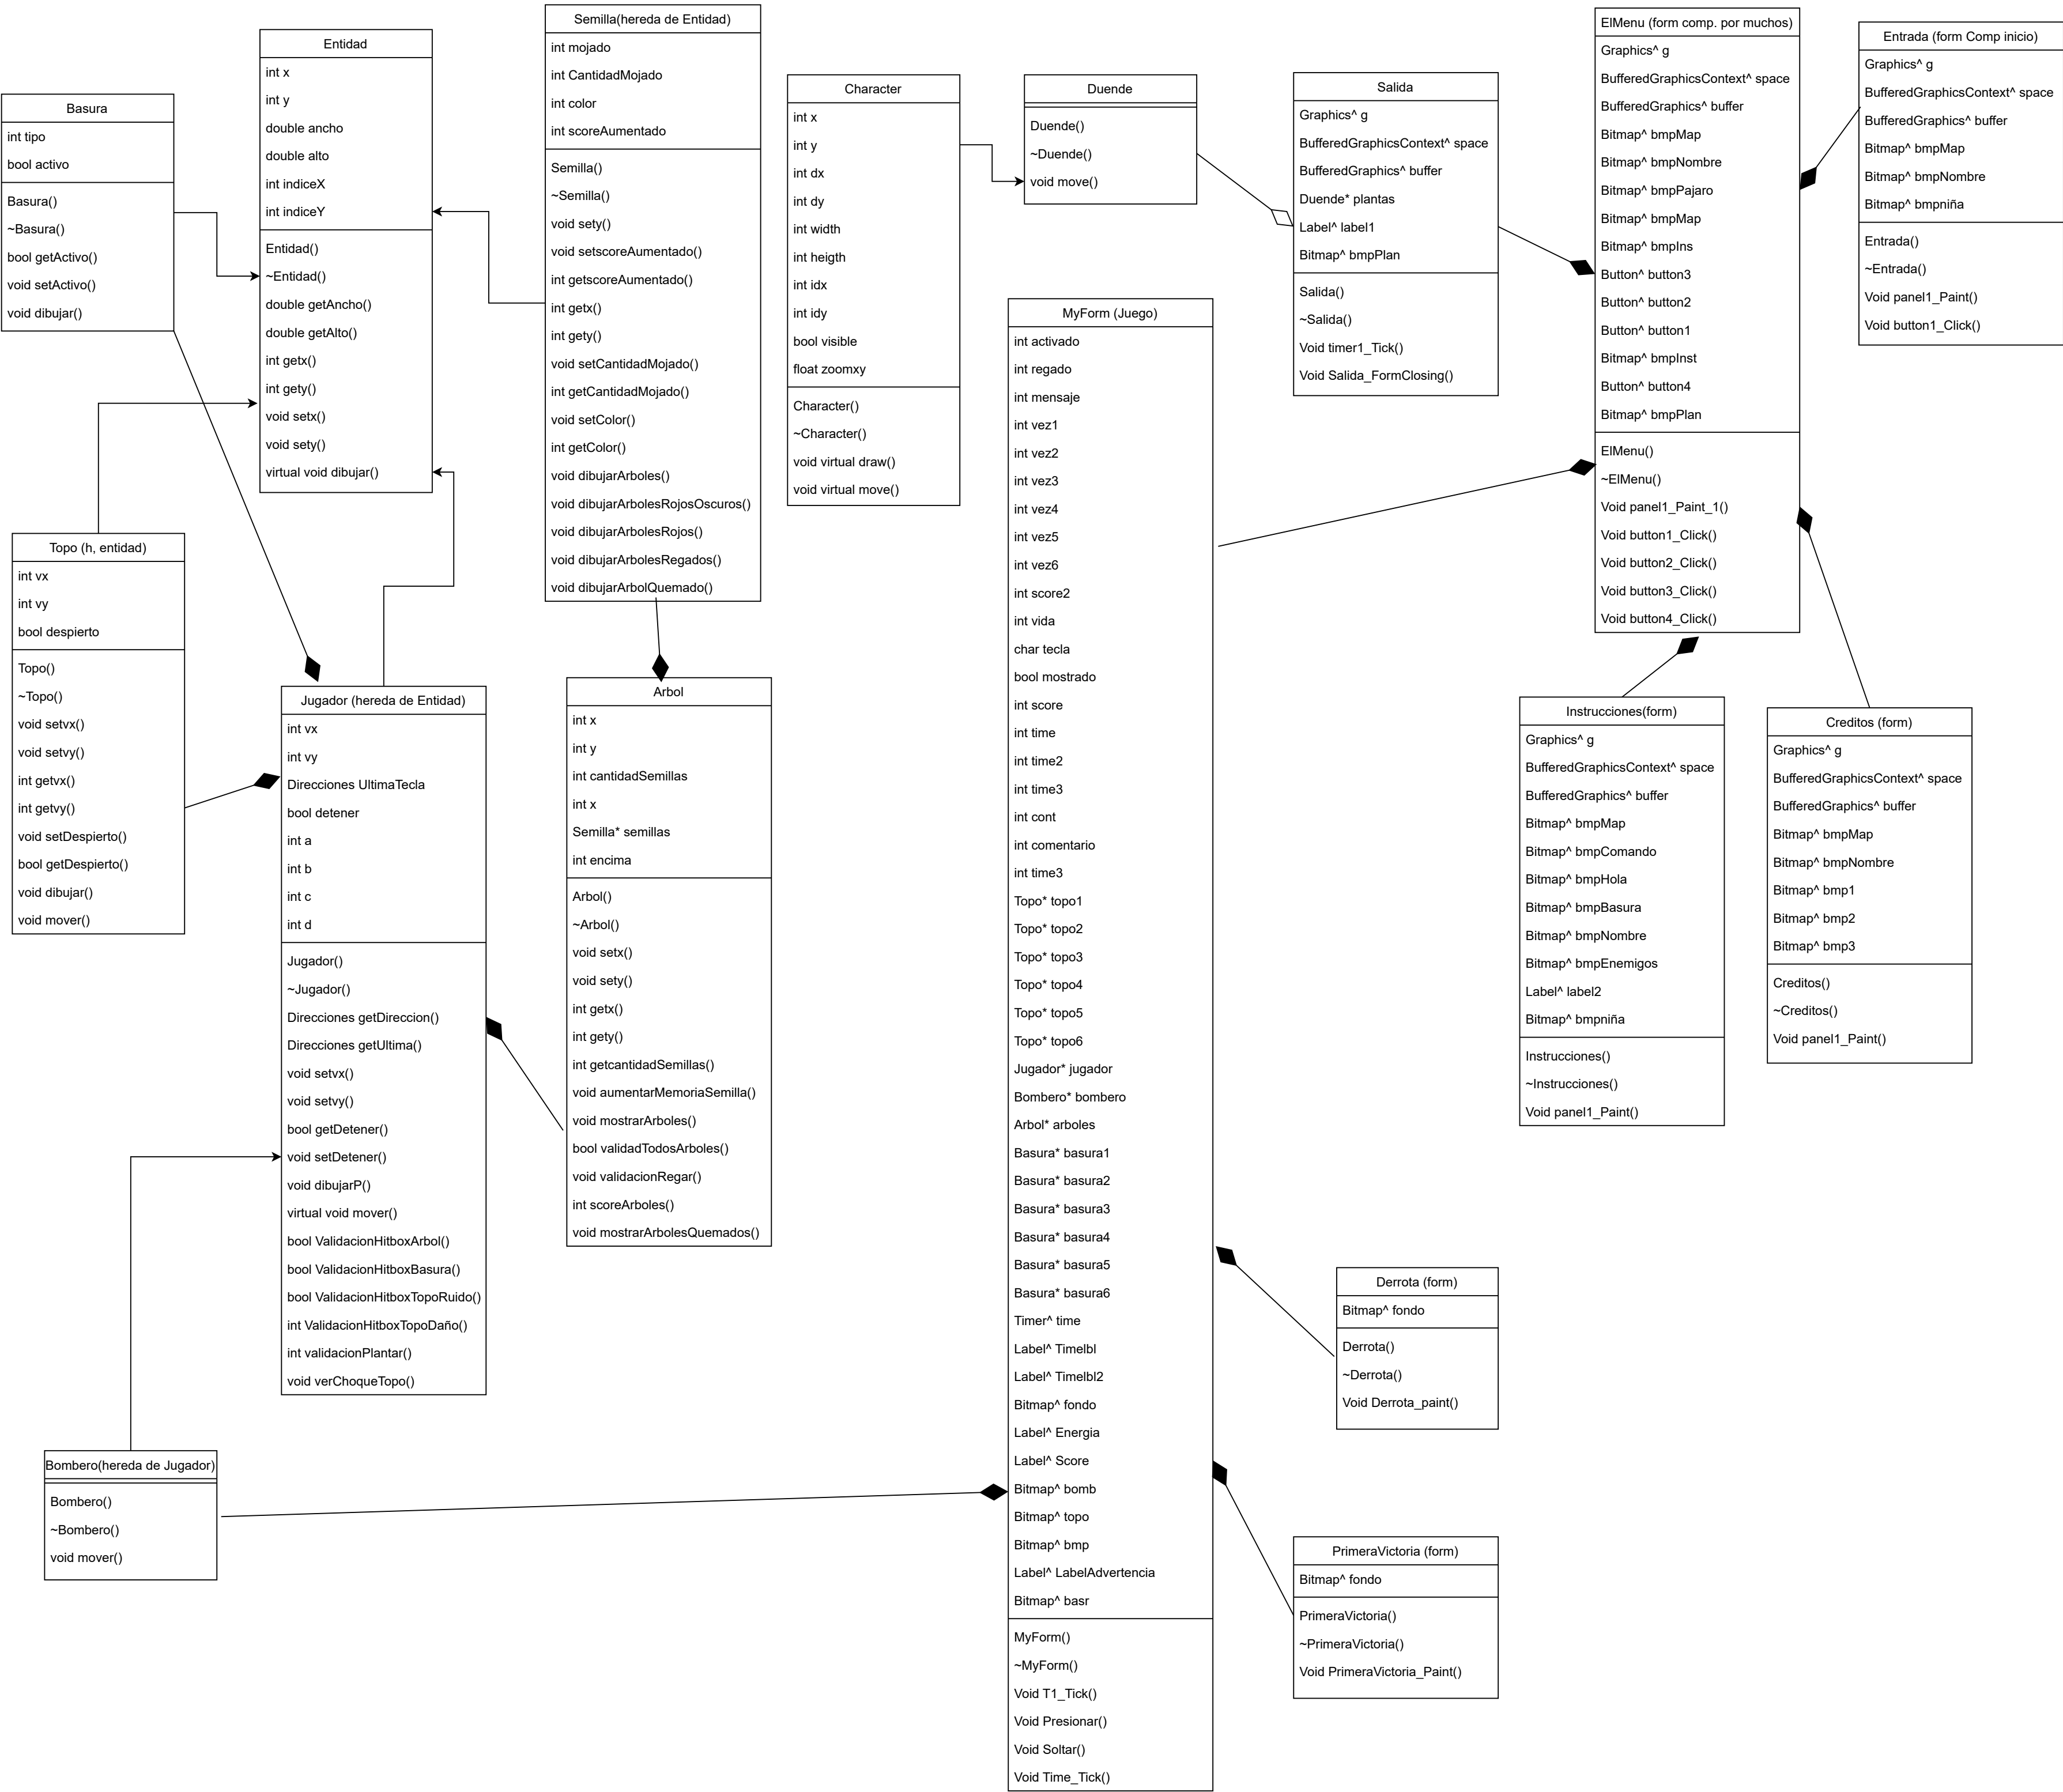 Basura
int tipo
bool activo
Basura()
~Basura()
bool getActivo()
void setActivo()
void dibujar()
Entidad
int x
int y
double ancho
double alto
int indiceX
int indiceY
Entidad()
~Entidad()
double getAncho()
double getAlto()
int getx()
int gety()
void setx()
void sety()
virtual void dibujar()
Semilla(hereda de Entidad)
int mojado
int CantidadMojado
int color
int scoreAumentado
Semilla()
~Semilla()
void sety()
void setscoreAumentado()
int getscoreAumentado()
int getx()
int gety()
void setCantidadMojado()
int getCantidadMojado()
void setColor()
int getColor()
void dibujarArboles()
void dibujarArbolesRojosOscuros()
void dibujarArbolesRojos()
void dibujarArbolesRegados()
void dibujarArbolQuemado()
Character
int x
int y
int dx
int dy
int width
int heigth
int idx
int idy
bool visible
float zoomxy
Character()
~Character()
void virtual draw()
void virtual move()
Duende
Duende()
~Duende()
void move()
Salida
Graphics^ g
BufferedGraphicsContext^ space
BufferedGraphics^ buffer
Duende* plantas
Label^ label1
Bitmap^ bmpPlan
Salida()
~Salida()
Void timer1_Tick()
Void Salida_FormClosing()
ElMenu (form comp. por muchos)
Graphics^ g
BufferedGraphicsContext^ space
BufferedGraphics^ buffer
Bitmap^ bmpMap
Bitmap^ bmpNombre
Bitmap^ bmpPajaro
Bitmap^ bmpMap
Bitmap^ bmpIns
Button^ button3
Button^ button2
Button^ button1
Bitmap^ bmpInst
Button^ button4
Bitmap^ bmpPlan
ElMenu()
~ElMenu()
Void panel1_Paint_1()
Void button1_Click()
Void button2_Click()
Void button3_Click()
Void button4_Click()
Entrada (form Comp inicio)
Graphics^ g
BufferedGraphicsContext^ space
BufferedGraphics^ buffer
Bitmap^ bmpMap
Bitmap^ bmpNombre
Bitmap^ bmpniña
Entrada()
~Entrada()
Void panel1_Paint()
Void button1_Click()
Topo (h, entidad)
int vx
int vy
bool despierto
Topo()
~Topo()
void setvx()
void setvy()
int getvx()
int getvy()
void setDespierto()
bool getDespierto()
void dibujar()
void mover()
Jugador (hereda de Entidad)
int vx
int vy
Direcciones UltimaTecla
bool detener
int a
int b
int c
int d
Jugador()
~Jugador()
Direcciones getDireccion()
Direcciones getUltima()
void setvx()
void setvy()
bool getDetener()
void setDetener()
void dibujarP()
virtual void mover()
bool ValidacionHitboxArbol()
bool ValidacionHitboxBasura()
bool ValidacionHitboxTopoRuido()
int ValidacionHitboxTopoDaño()
int validacionPlantar()
void verChoqueTopo()
Arbol
int x
int y
int cantidadSemillas
int x
Semilla* semillas
int encima
Arbol()
~Arbol()
void setx()
void sety()
int getx()
int gety()
int getcantidadSemillas()
void aumentarMemoriaSemilla()
void mostrarArboles()
bool validadTodosArboles()
void validacionRegar()
int scoreArboles()
void mostrarArbolesQuemados()
MyForm (Juego)
int activado
int regado
int mensaje
int vez1
int vez2
int vez3
int vez4
int vez5
int vez6
int score2
int vida
char tecla
bool mostrado
int score
int time
int time2
int time3
int cont
int comentario
int time3
Topo* topo1
Topo* topo2
Topo* topo3
Topo* topo4
Topo* topo5
Topo* topo6
Jugador* jugador
Bombero* bombero
Arbol* arboles
Basura* basura1
Basura* basura2
Basura* basura3
Basura* basura4
Basura* basura5
Basura* basura6
Timer^ time
Label^ Timelbl
Label^ Timelbl2
Bitmap^ fondo
Label^ Energia
Label^ Score
Bitmap^ bomb
Bitmap^ topo
Bitmap^ bmp
Label^ LabelAdvertencia
Bitmap^ basr
MyForm()
~MyForm()
Void T1_Tick()
Void Presionar()
Void Soltar()
Void Time_Tick()
Instrucciones(form)
Graphics^ g
BufferedGraphicsContext^ space
BufferedGraphics^ buffer
Bitmap^ bmpMap
Bitmap^ bmpComando
Bitmap^ bmpHola
Bitmap^ bmpBasura
Bitmap^ bmpNombre
Bitmap^ bmpEnemigos
Label^ label2
Bitmap^ bmpniña
Instrucciones()
~Instrucciones()
Void panel1_Paint()
Creditos (form)
Graphics^ g
BufferedGraphicsContext^ space
BufferedGraphics^ buffer
Bitmap^ bmpMap
Bitmap^ bmpNombre
Bitmap^ bmp1
Bitmap^ bmp2
Bitmap^ bmp3
Creditos()
~Creditos()
Void panel1_Paint()
Derrota (form)
Bitmap^ fondo
Derrota()
~Derrota()
Void Derrota_paint()
Bombero(hereda de Jugador)
Bombero()
~Bombero()
void mover()
PrimeraVictoria (form)
Bitmap^ fondo
PrimeraVictoria()
~PrimeraVictoria()
Void PrimeraVictoria_Paint()